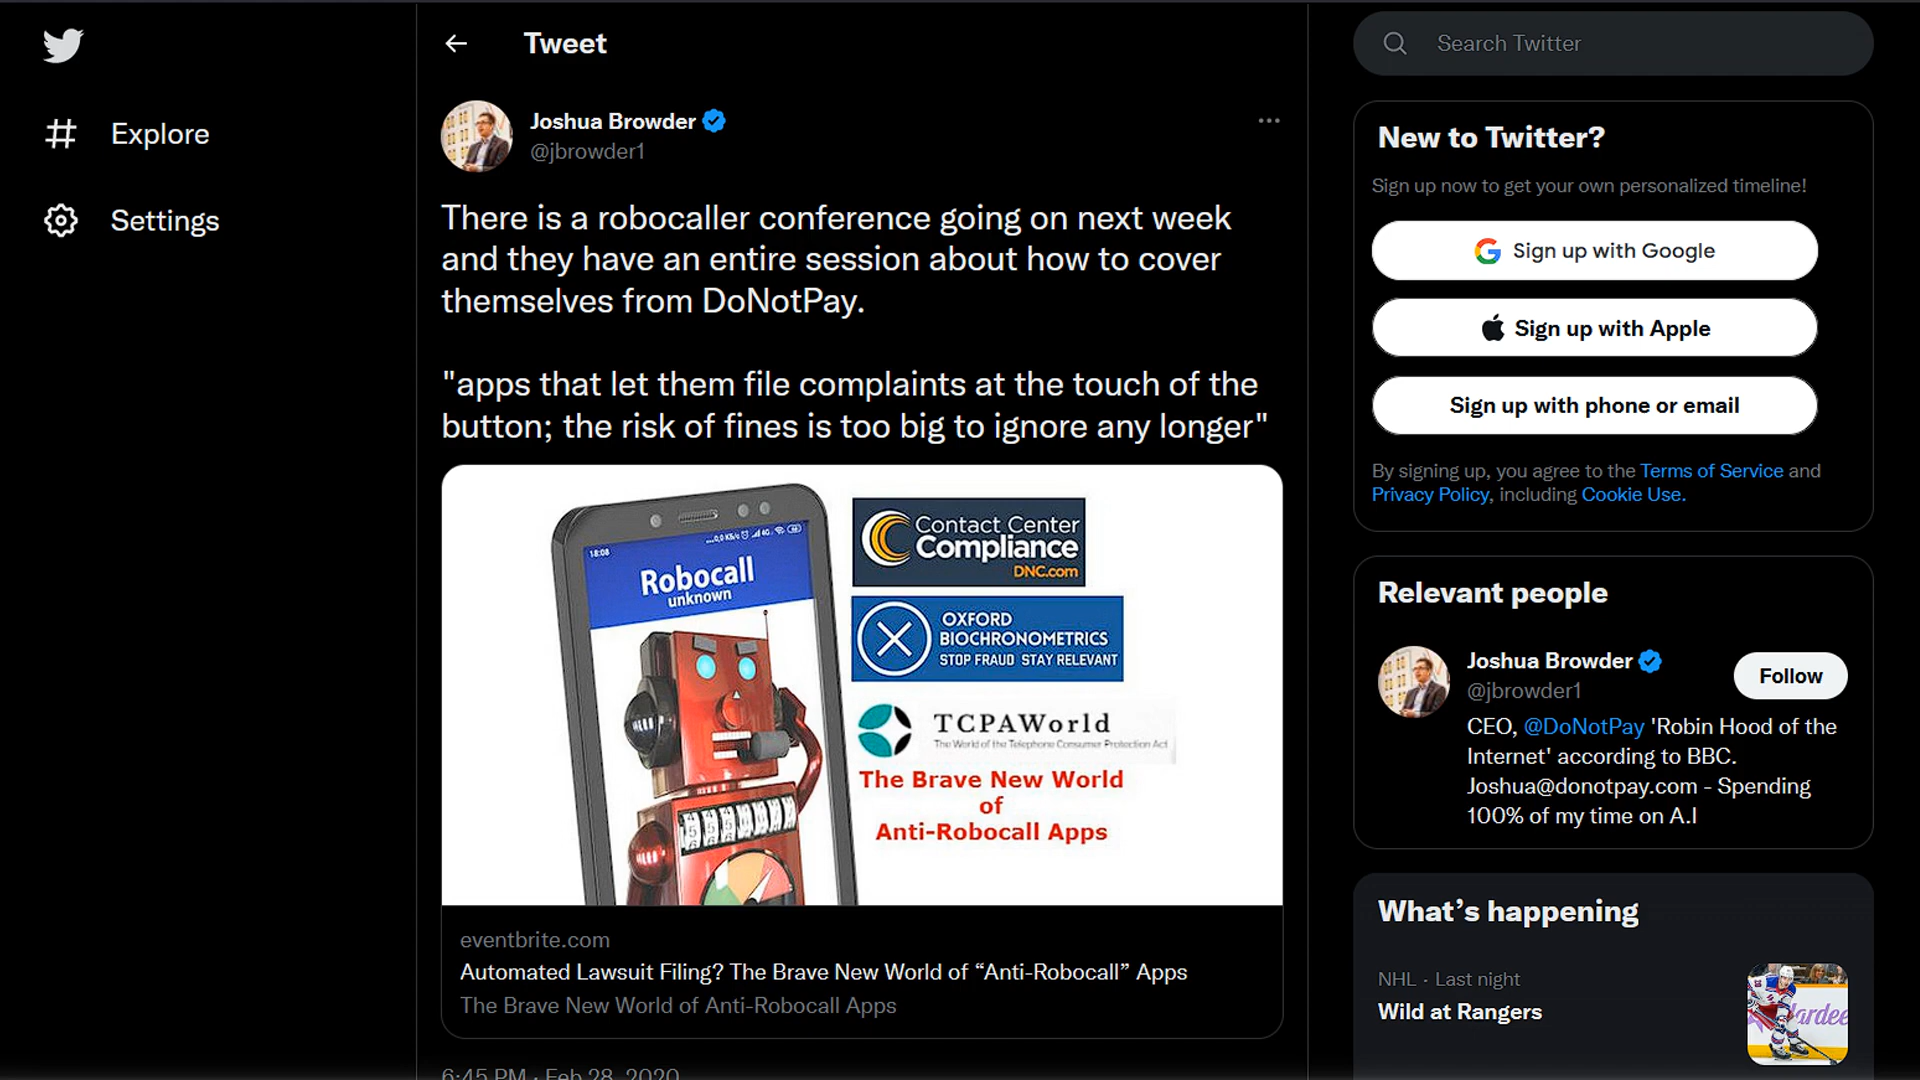 Explore
Settings
Tweet
Joshua Browder
@jbrowder1
There is a robocaller conference going on next week
and they have an entire session about how to cover
themselves from DoNotPay.
"apps that let them file complaints at the touch of the
button; the risk of fines is too big to ignore any longer"
18:08
Robocall
unknown
Contact Center
Compliance
DNC.com
OXFORD
BIOCHRONOMETRICS
STOP FRAUD STAY RELEVANT
TCPAWorld
The World of the Telephone Consumer Protection Act
The Brave New World
of
Anti-Robocall Apps
eventbrite.com
Automated Lawsuit Filing? The Brave New World of “Anti-Robocall” Apps
The Brave New World of Anti-Robocall Apps
6:45 PM · Feb 28, 2020
Search Twitter
New to Twitter?
Sign up now to get your own personalized timeline!
Sign up with Google
Sign up with Apple
Sign up with phone or email
By signing up, you agree to the Terms of Service and
Privacy Policy, including Cookie Use.
Relevant people
Joshua Browder
@jbrowder1
Follow
CEO, @DoNotPay 'Robin Hood of the
Internet' according to BBC.
Joshua@donotpay.com - Spending
100% of my time on A.I
What’s happening
NHL · Last night
Wild at Rangers